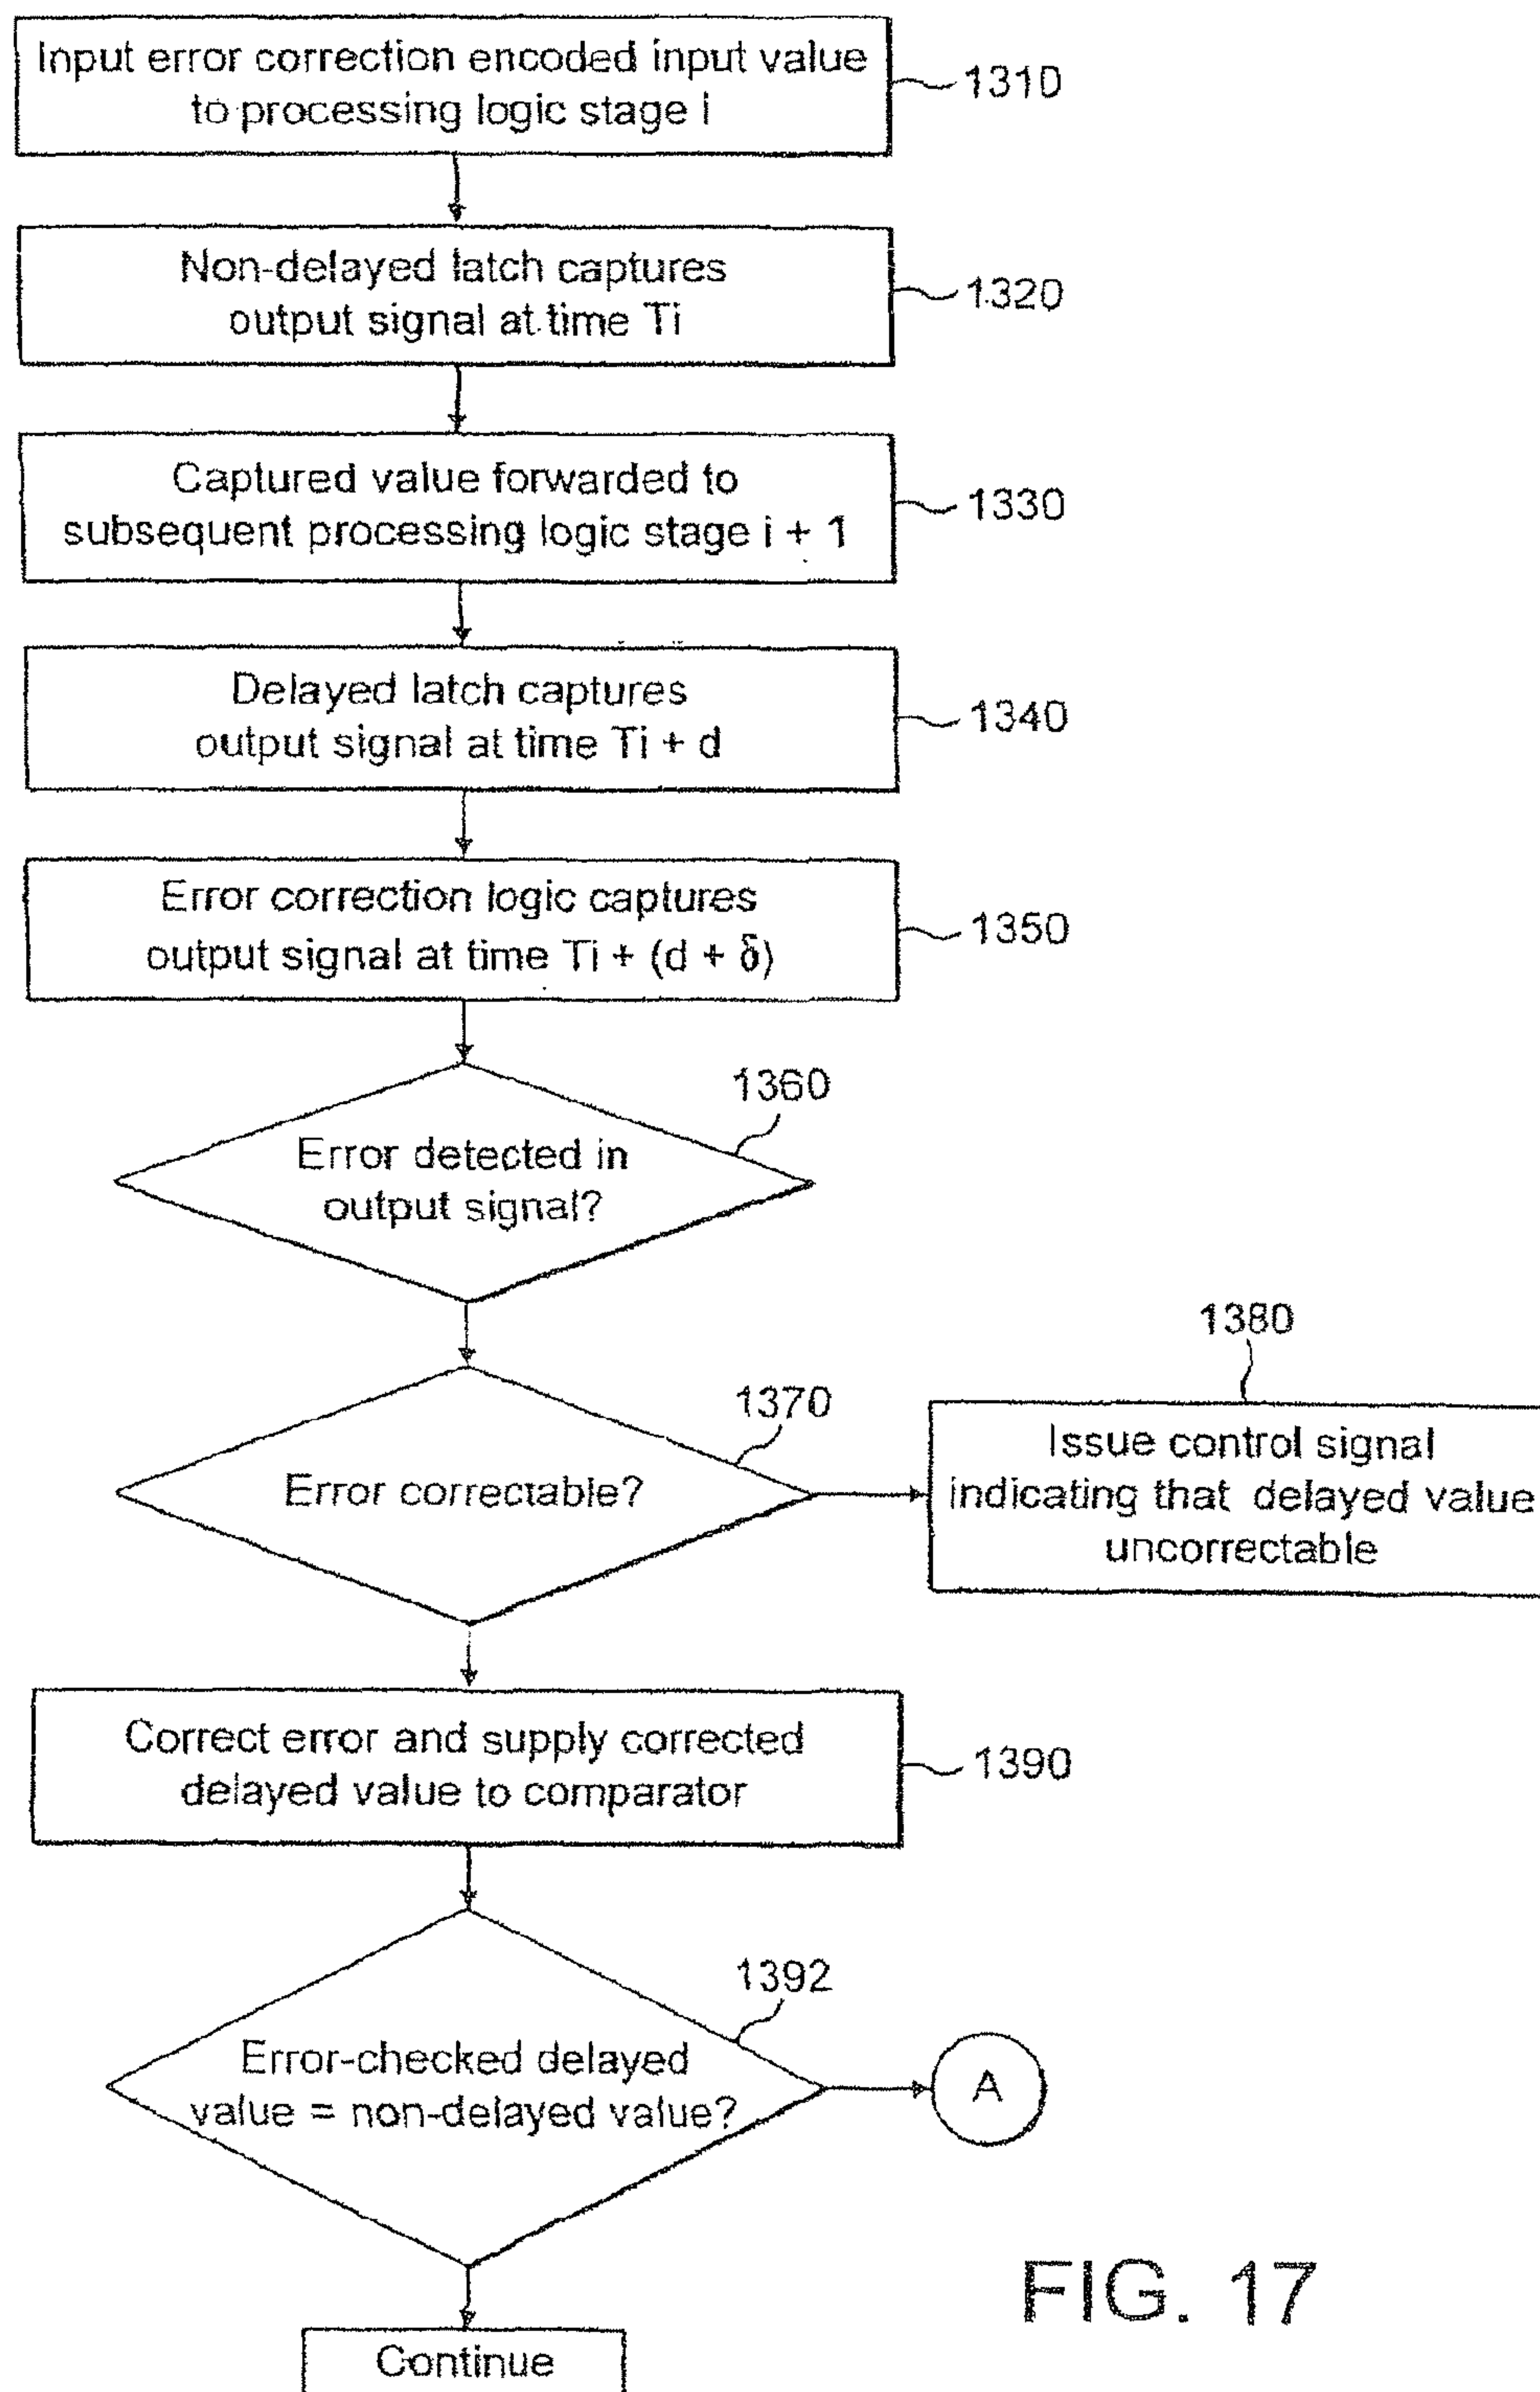 Input error correction encoded input value
to processing logic stage i
1310
Non-delayed latch captures
output signal at time Ti
1320
Captured value forwarded to
subsequent processing logic stage i + 1
1330
Delayed latch captures
output signal at time Ti + d
1340
Error correction logic captures
output signal at time Ti + (d + δ)
1350
1360
Error detected in
output signal?
1370
Error correctable?
1380
Issue control signal
indicating that delayed value
uncorrectable
Correct error and supply corrected
delayed value to comparator
1390
1392
Error-checked delayed
value = non-delayed value?
A
Continue
FIG. 17